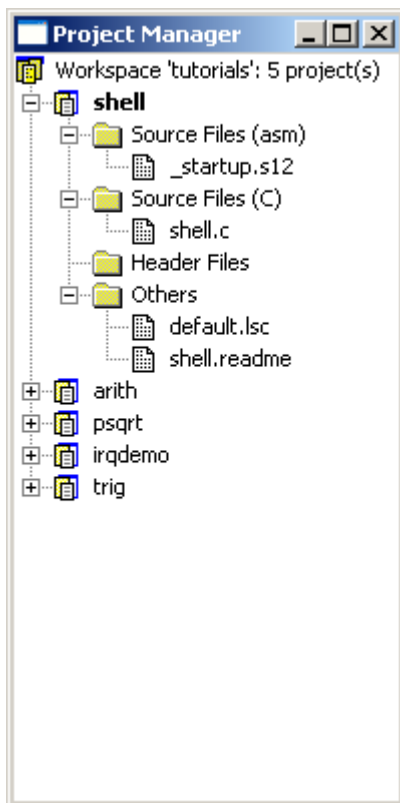 Project Manager
Workspace 'tutorials': 5 project(s)
shell
Source Files (asm)
_startup.s12
Source Files (C)
shell.c
Header Files
Others
default.lsc
shell.readme
arith
psqrt
irqdemo
trig